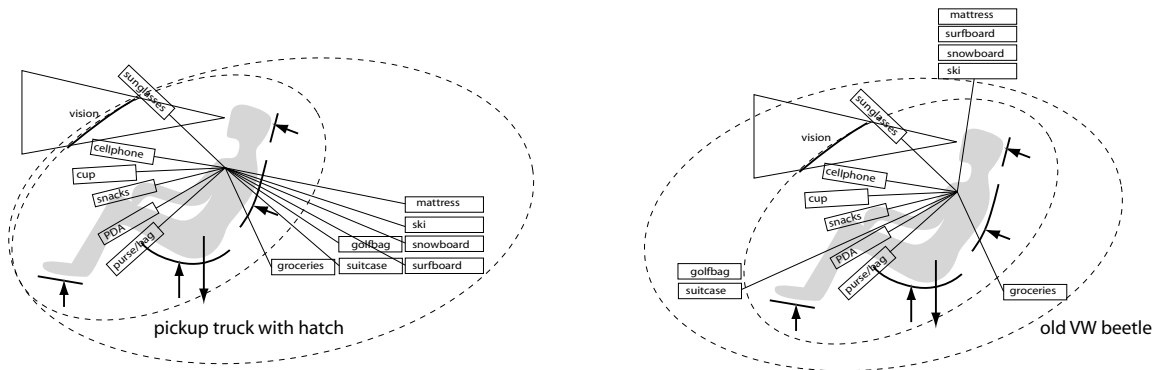 sunglasses
vision
cellphone
cup
snacks
PDA
purse/bag
mattress
ski
golfbag
snowboard
groceries
suitcase
surfboard
pickup truck with hatch
mattress
surfboard
snowboard
ski
sunglasses
vision
cellphone
cup
snacks
PDA
purse/bag
golfbag
suitcase
groceries
old VW beetle